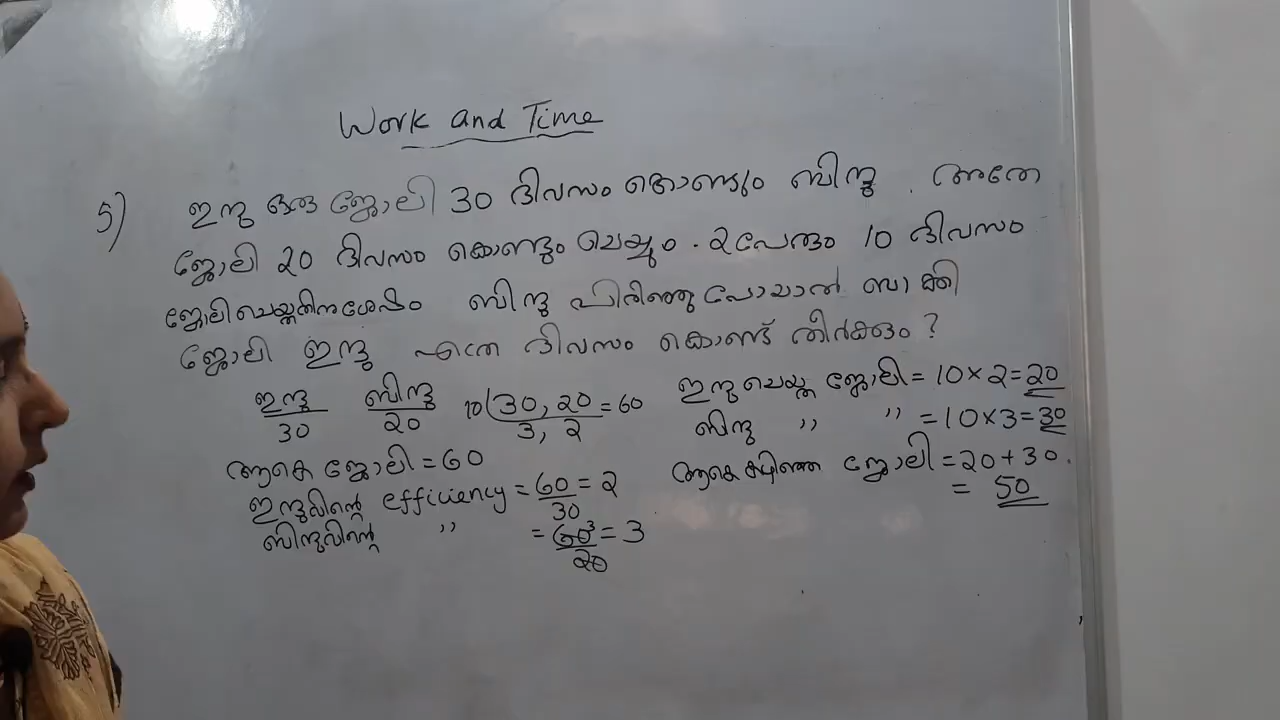 Work and Time
5) ഇന്ദു ഒരു ജോലി 30 ദിവസം കൊണ്ടും ബിന്ദു . അതേ
ജോലി 20 ദിവസം കൊണ്ടും ചെയ്യും . 2 പേരും 10 ദിവസം
ജോലി ചെയ്തതിനു ശേഷം ബിന്ദു പിരിഞ്ഞു പോയാൽ ബാക്കി
ജോലി ഇന്ദു എത്ര ദിവസം കൊണ്ട് തീർക്കും ?
ഇന്ദു ബിന്ദു 10(30, 20 = 60
30 20 3, 2
ആകെ ജോലി = 60
ഇന്ദുവിന്റെ efficiency = 60 = 2
30
ബിന്ദുവിന്റെ ,, = 60 3 = 3
20
ഇന്ദു ചെയ്ത ജോലി = 10 × 2 = 20
ബിന്ദു ,, ,, = 10 × 3 = 30
ആകെ കഴിഞ്ഞ ജോലി = 20 + 30.
= 50